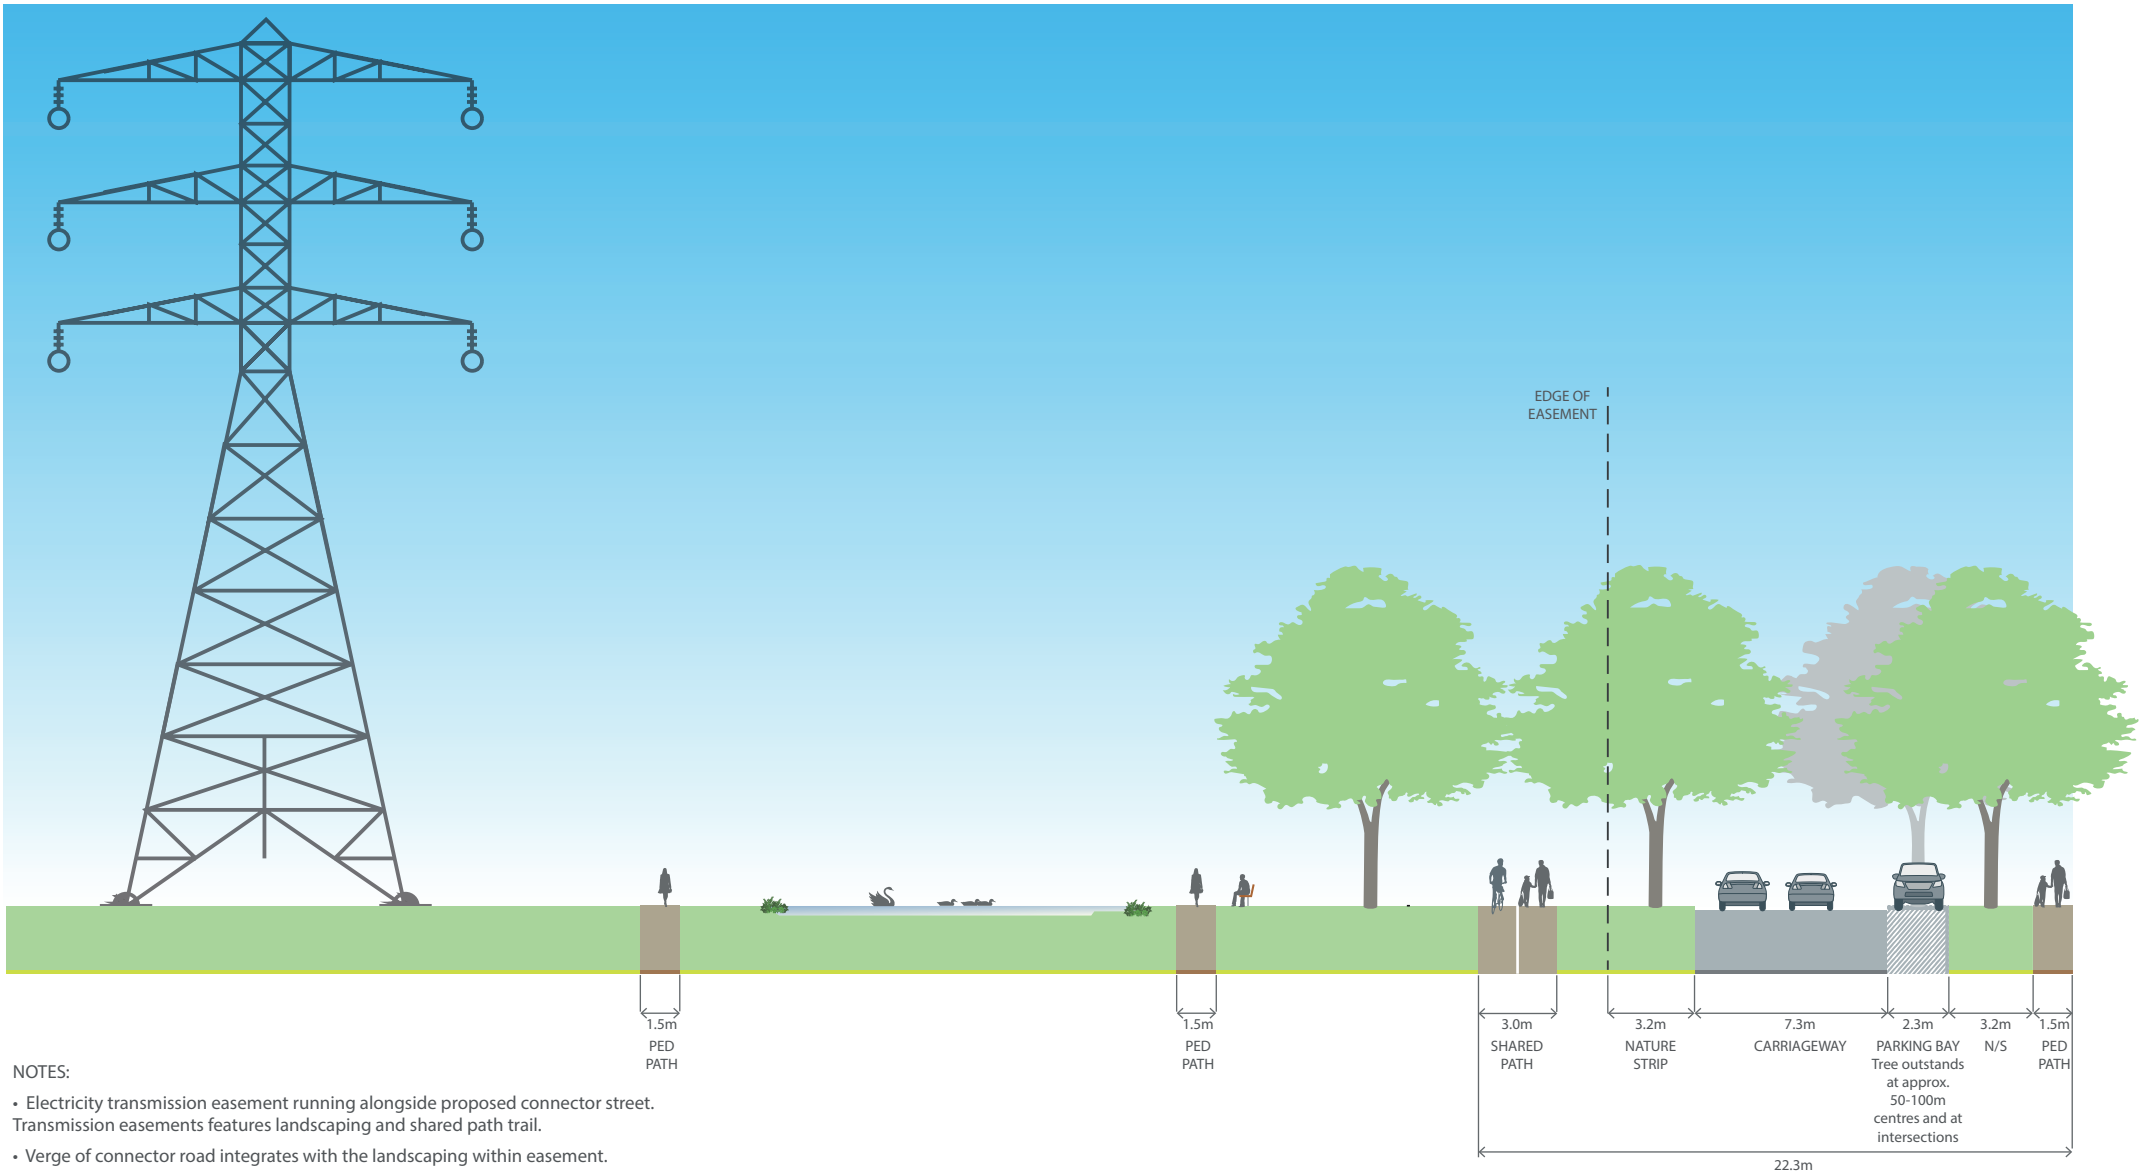 EDGE OF
EASEMENT
1.5m
PED
PATH
1.5m
PED
PATH
3.0m
SHARED
PATH
3.2m
NATURE
STRIP
7.3m
CARRIAGEWAY
2.3m
PARKING BAY
Tree outstands
at approx.
50-100m
centres and at
intersections
3.2m
N/S
1.5m
PED
PATH
22.3m
NOTES:
• Electricity transmission easement running alongside proposed connector street.
Transmission easements features landscaping and shared path trail.
• Verge of connector road integrates with the landscaping within easement.